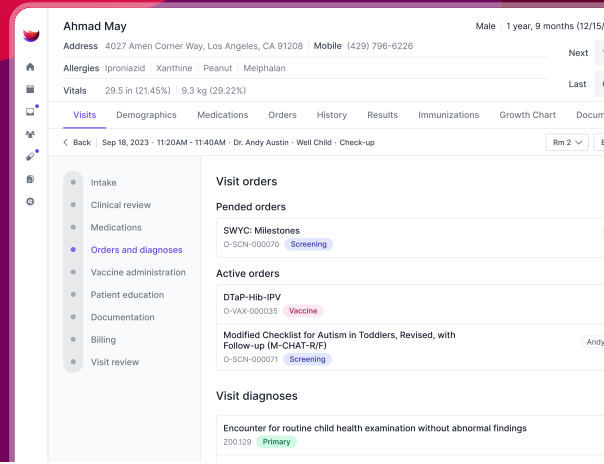 Ahmad May
Male 1 year, 9 months (12/15/
Address 4027 Amen Corner Way, Los Angeles, CA 91208 Mobile (429) 796-6226
Next
Allergies Iproniazid Xanthine Peanut Melphalan
Last
Vitals 29.5 in (21.45%) 9.3 kg (29.22%)
Visits Demographics Medications Orders History Results Immunizations Growth Chart Docum
Back Sep 18, 2023 · 11:20AM - 11:40AM · Dr. Andy Austin · Well Child · Check-up Rm 2
Intake
Clinical review
Medications
Orders and diagnoses
Vaccine administration
Patient education
Documentation
Billing
Visit review
Visit orders
Pended orders
SWYC: Milestones
O-SCN-000070 Screening
Active orders
DTaP-Hib-IPV
O-VAX-000035 Vaccine
Modified Checklist for Autism in Toddlers, Revised, with
Follow-up (M-CHAT-R/F)
Andy
O-SCN-000071 Screening
Visit diagnoses
Encounter for routine child health examination without abnormal findings
Z00.129 Primary